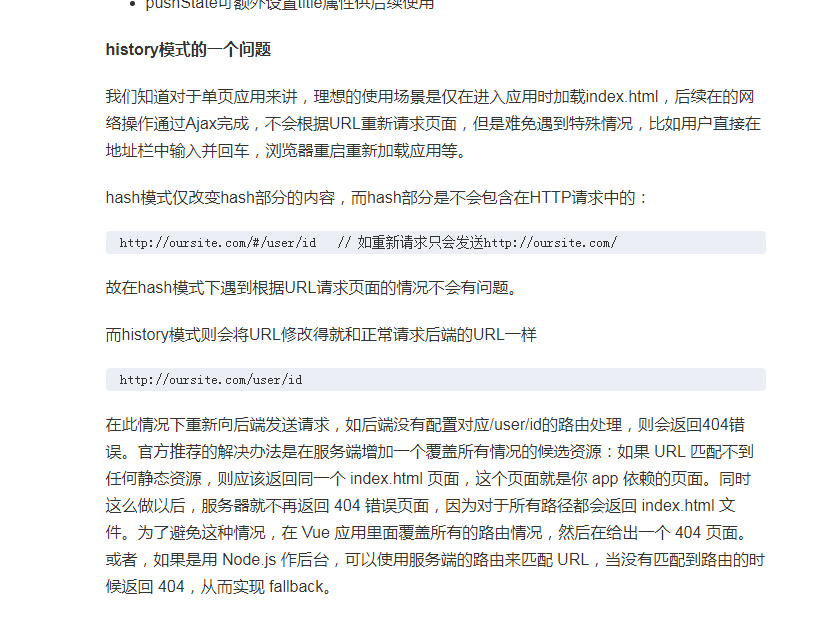 pushState可额外设置title属性供后续使用
history模式的一个问题
我们知道对于单页应用来讲，理想的使用场景是仅在进入应用时加载index.html，后续在的网
络操作通过Ajax完成，不会根据URL重新请求页面，但是难免遇到特殊情况，比如用户直接在
地址栏中输入并回车，浏览器重启重新加载应用等。
hash模式仅改变hash部分的内容，而hash部分是不会包含在HTTP请求中的：
http://oursite.com/#/user/id   // 如重新请求只会发送http://oursite.com/
故在hash模式下遇到根据URL请求页面的情况不会有问题。
而history模式则会将URL修改得就和正常请求后端的URL一样
http://oursite.com/user/id
在此情况下重新向后端发送请求，如后端没有配置对应/user/id的路由处理，则会返回404错
误。官方推荐的解决办法是在服务端增加一个覆盖所有情况的候选资源：如果 URL 匹配不到
任何静态资源，则应该返回同一个 index.html 页面，这个页面就是你 app 依赖的页面。同时
这么做以后，服务器就不再返回 404 错误页面，因为对于所有路径都会返回 index.html 文
件。为了避免这种情况，在 Vue 应用里面覆盖所有的路由情况，然后在给出一个 404 页面。
或者，如果是用 Node.js 作后台，可以使用服务端的路由来匹配 URL，当没有匹配到路由的时
候返回 404，从而实现 fallback。